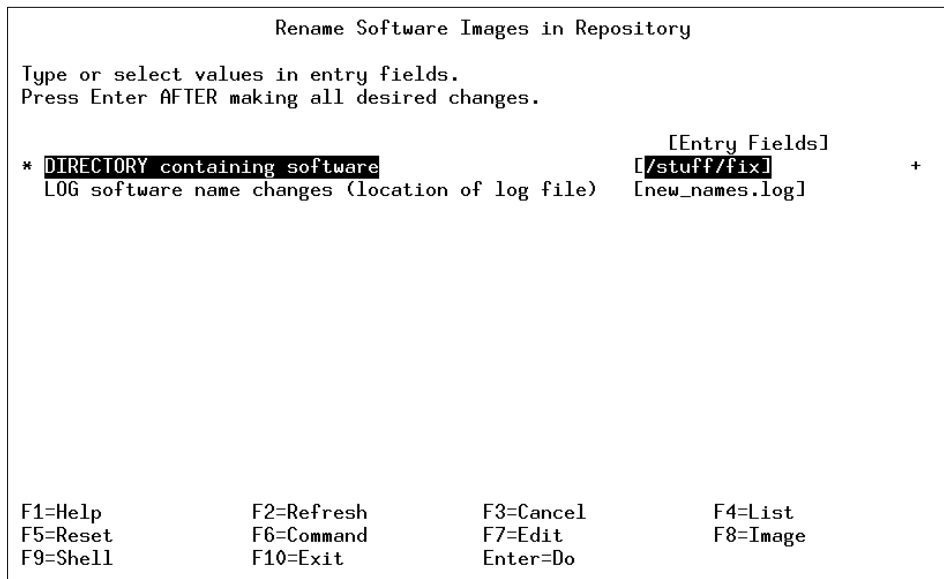 Rename Software Images in Repository
Type or select values in entry fields.
Press Enter AFTER making all desired changes.
[Entry Fields]
* DIRECTORY containing software [/stuff/fix] +
LOG software name changes (location of log file) [new_names.log]
F1=Help F2=Refresh F3=Cancel F4=List
F5=Reset F6=Command F7=Edit F8=Image
F9=Shell F10=Exit Enter=Do